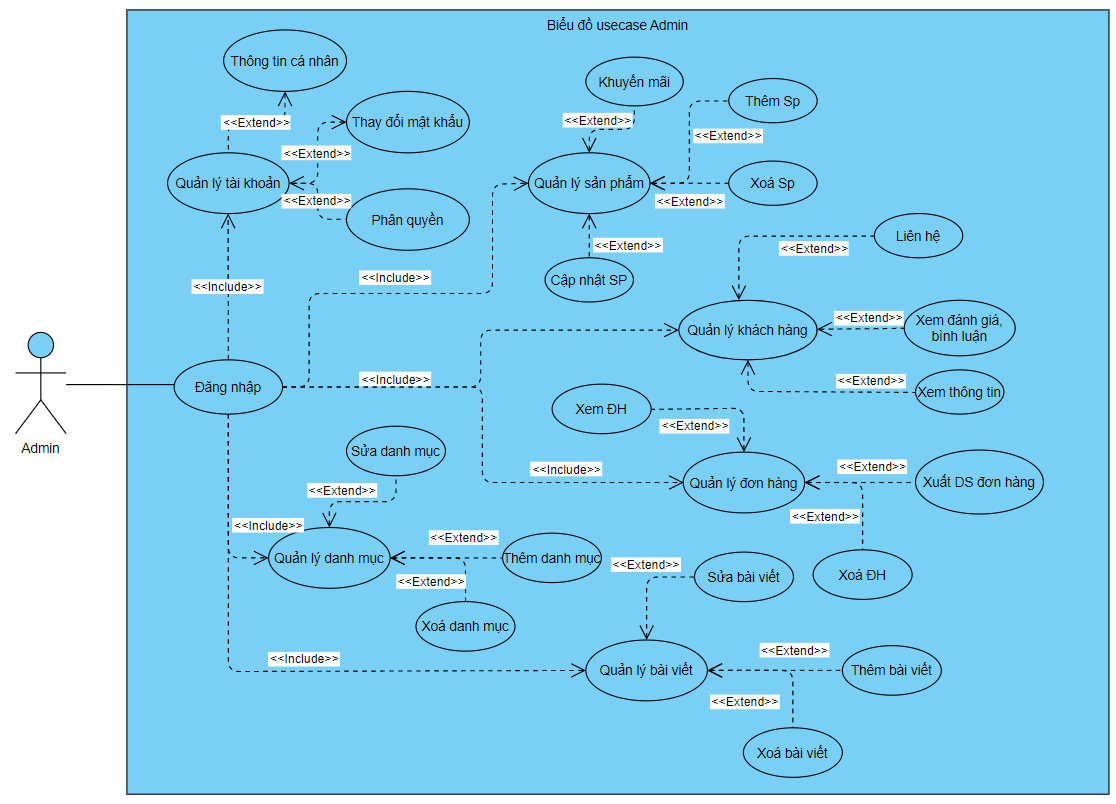 Biểu đồ usecase Admin
Thông tin cá nhân
<<Extend>>
Thay đổi mật khẩu
<<Extend>>
Quản lý tài khoản
<<Extend>>
Phân quyền
<<Include>>
Khuyến mãi
<<Extend>>
Thêm Sp
<<Extend>>
Quản lý sản phẩm
Xoá Sp
<<Extend>>
<<Extend>>
Cập nhật SP
<<Include>>
Liên hệ
<<Extend>>
Quản lý khách hàng
<<Extend>>
Xem đánh giá,
bình luận
<<Extend>>
Xem thông tin
Admin
Đăng nhập
<<Include>>
Xem ĐH
<<Extend>>
<<Include>>
Quản lý đơn hàng
<<Extend>>
Xuất DS đơn hàng
<<Extend>>
Xoá ĐH
Sửa danh mục
<<Extend>>
<<Include>>
Quản lý danh mục
<<Extend>>
Thêm danh mục
<<Extend>>
Xoá danh mục
<<Extend>>
Sửa bài viết
<<Include>>
Quản lý bài viết
<<Extend>>
Thêm bài viết
<<Extend>>
Xoá bài viết